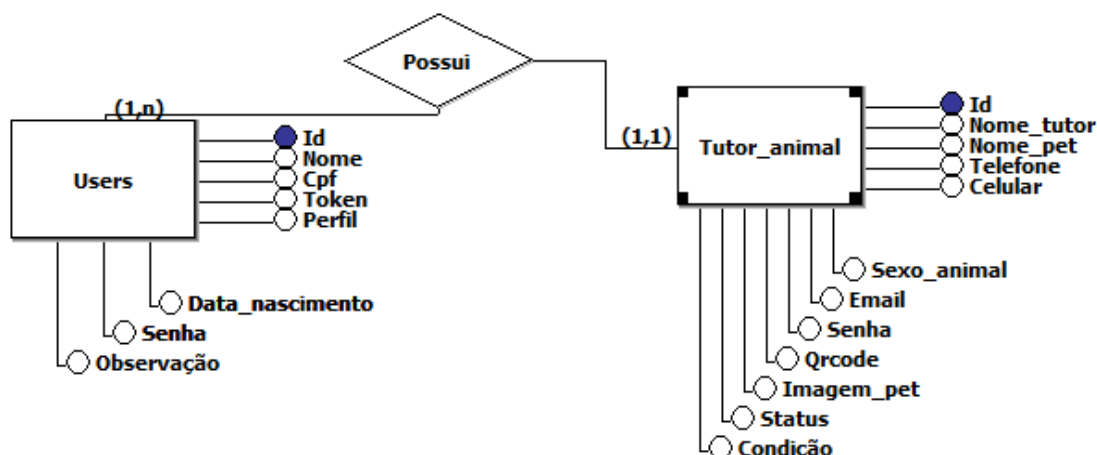 Possui
(1,n)
Users
Id
Nome
Cpf
Token
Perfil
Data_nascimento
Senha
Observação
(1,1)
Tutor_animal
Id
Nome_tutor
Nome_pet
Telefone
Celular
Sexo_animal
Email
Senha
Qrcode
Imagem_pet
Status
Condição